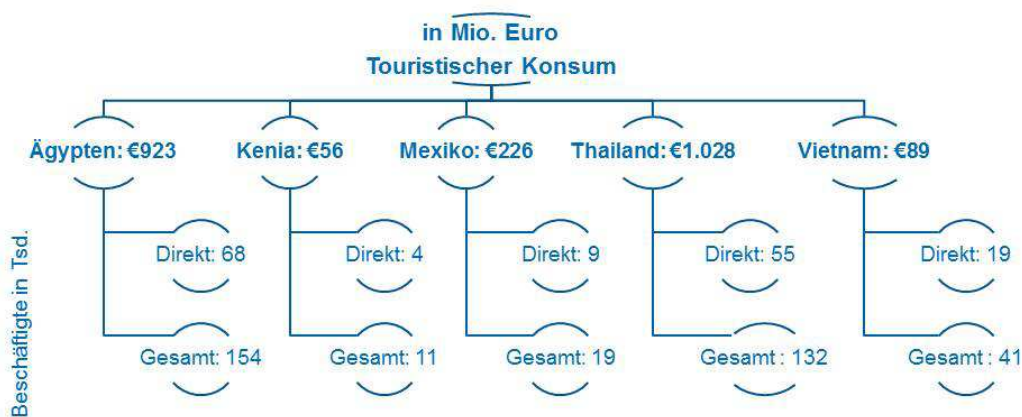 in Mio. Euro
Touristischer Konsum
Ägypten: €923
Kenia: €56
Mexiko: €226
Thailand: €1.028
Vietnam: €89
Beschäftigte in Tsd.
Direkt: 68
Direkt: 4
Direkt: 9
Direkt: 55
Direkt: 19
Gesamt: 154
Gesamt: 11
Gesamt: 19
Gesamt : 132
Gesamt : 41